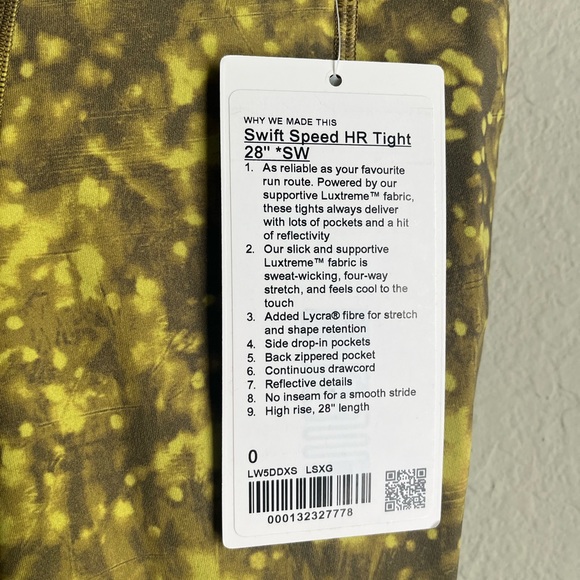 WHY WE MADE THIS
Swift Speed HR Tight
28" *SW
1. As reliable as your favourite
run route. Powered by our
supportive Luxtreme™ fabric,
these tights always deliver
with lots of pockets and a hit
of reflectivity
2. Our slick and supportive
Luxtreme™ fabric is
sweat-wicking, four-way
stretch, and feels cool to the
touch
3. Added Lycra® fibre for stretch
and shape retention
4. Side drop-in pockets
5. Back zippered pocket
6. Continuous drawcord
7. Reflective details
8. No inseam for a smooth stride
9. High rise, 28" length
0
LW5DDXS LSXG
000132327778